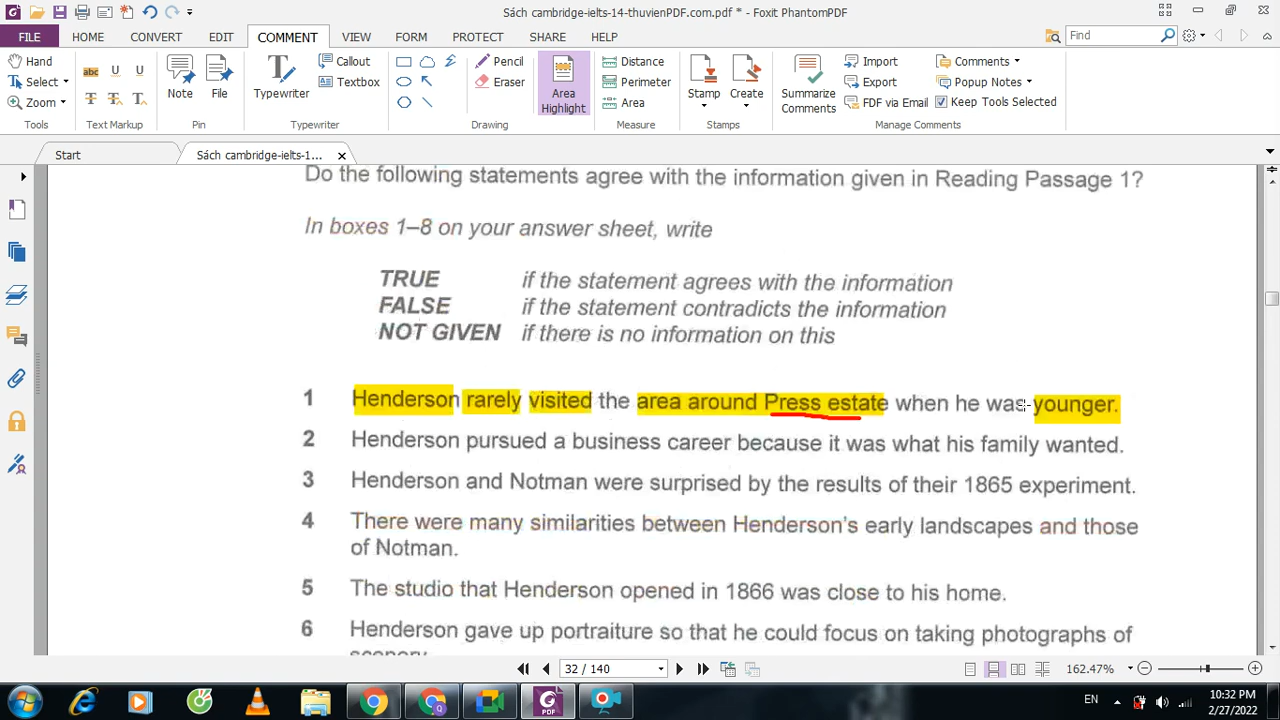 Sách cambridge-ielts-14-thuvienPDF.com.pdf * - Foxit PhantomPDF
FILE HOME CONVERT EDIT COMMENT VIEW FORM PROTECT SHARE HELP Find
Hand Callout Pencil Distance Import Comments
Select Textbox Eraser Perimeter Export Popup Notes
Zoom Note File Typewriter Area Highlight Area Stamp Create Summarize Comments FDF via Email Keep Tools Selected
Tools Text Markup Pin Typewriter Drawing Measure Stamps Manage Comments
Start Sách cambridge-ielts-1...
Do the following statements agree with the information given in Reading Passage 1?
In boxes 1–8 on your answer sheet, write
TRUE if the statement agrees with the information
FALSE if the statement contradicts the information
NOT GIVEN if there is no information on this
1 Henderson rarely visited the area around Press estate when he was younger.
2 Henderson pursued a business career because it was what his family wanted.
3 Henderson and Notman were surprised by the results of their 1865 experiment.
4 There were many similarities between Henderson's early landscapes and those
of Notman.
5 The studio that Henderson opened in 1866 was close to his home.
6 Henderson gave up portraiture so that he could focus on taking photographs of
scenery.
32 / 140 162.47%
EN 10:32 PM
2/27/2022